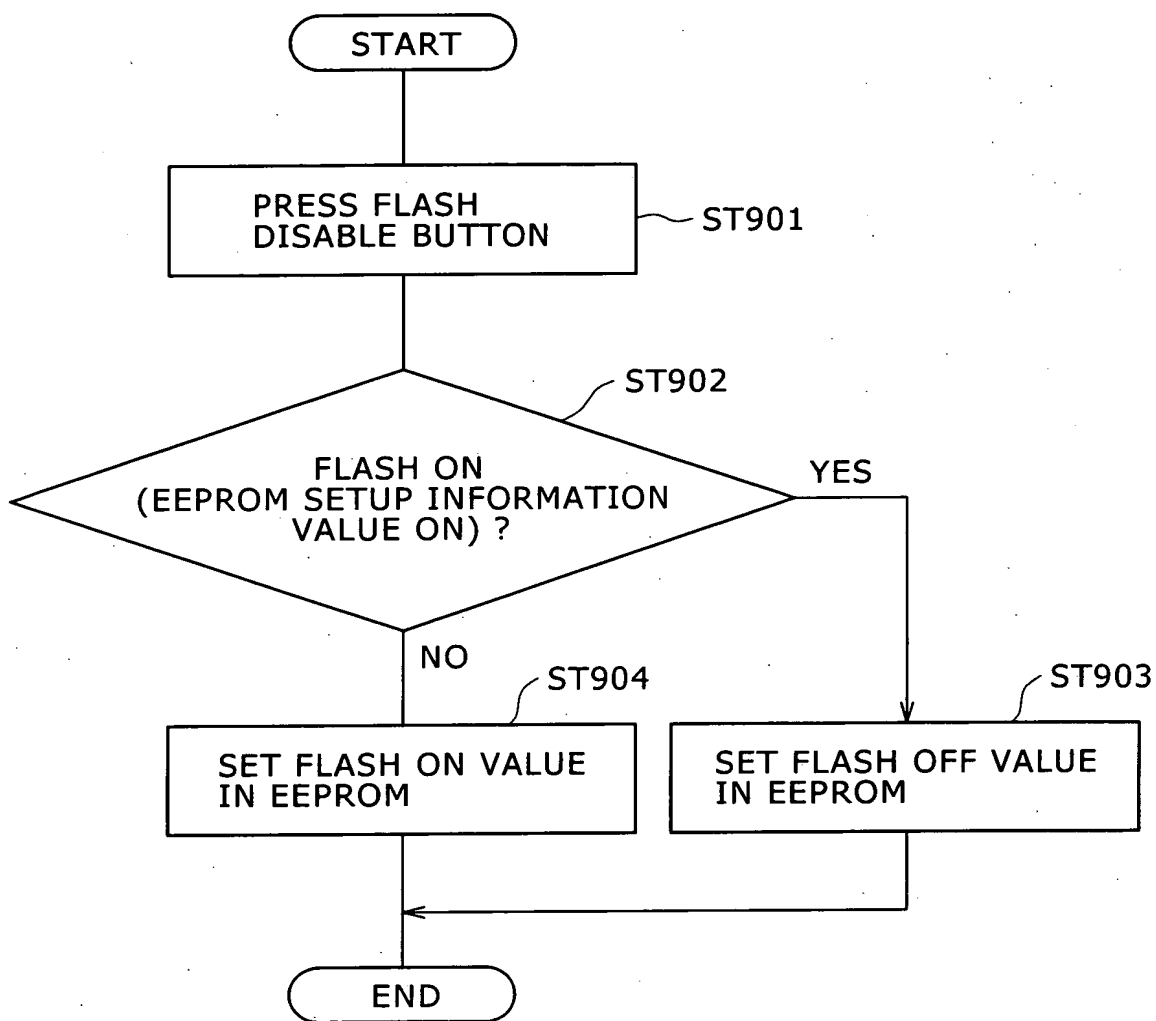 START
PRESS FLASH
DISABLE BUTTON
ST901
ST902
FLASH ON
(EEPROM SETUP INFORMATION
VALUE ON) ?
YES
NO
ST904
ST903
SET FLASH ON VALUE
IN EEPROM
SET FLASH OFF VALUE
IN EEPROM
END